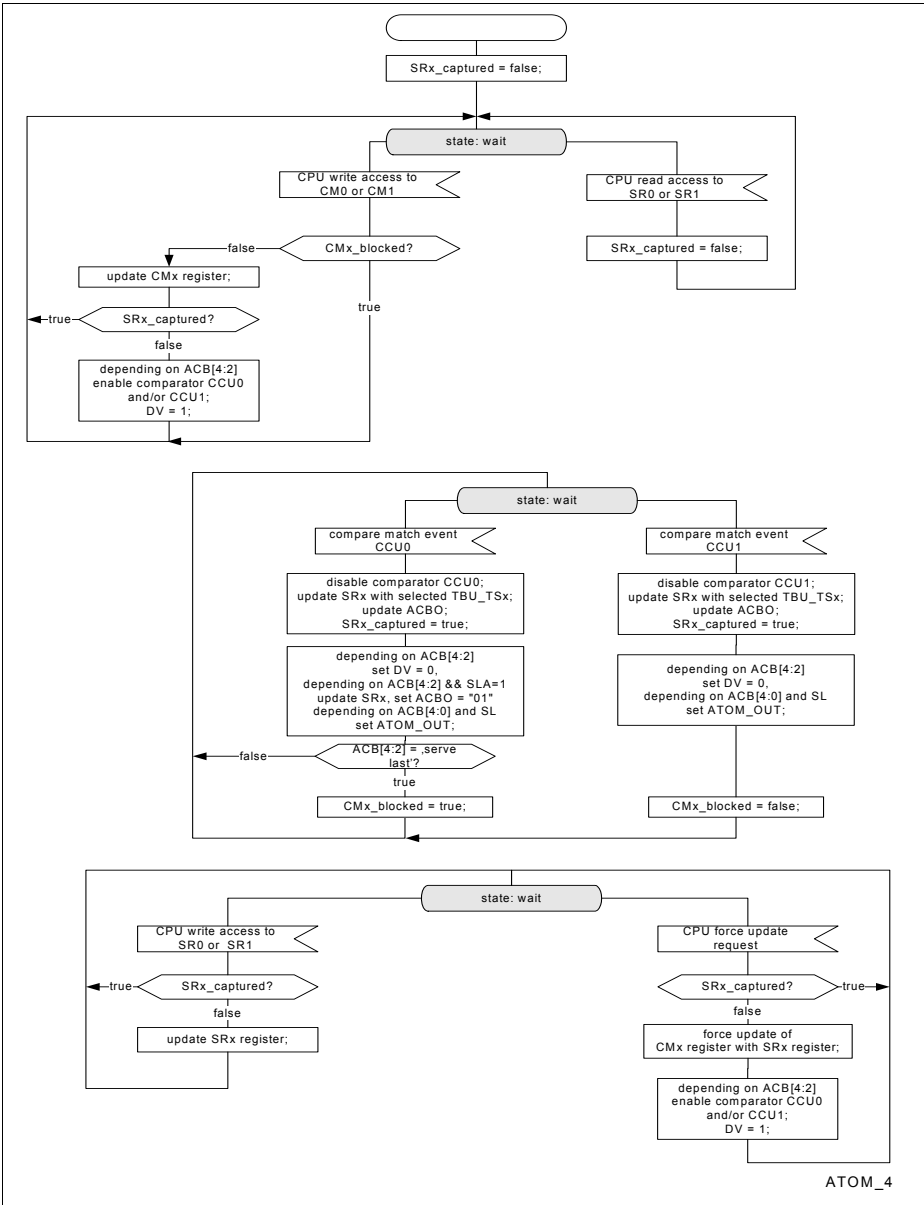 SRx_captured = false;
state: wait
CPU write access to
CM0 or CM1
CPU read access to
SR0 or SR1
false
CMx_blocked?
SRx_captured = false;
update CMx register;
true
true
SRx_captured?
false
depending on ACB[4:2]
enable comparator CCU0
and/or CCU1;
DV = 1;
state: wait
compare match event
CCU0
compare match event
CCU1
disable comparator CCU0;
update SRx with selected TBU_TSx;
update ACBO;
SRx_captured = true;
disable comparator CCU1;
update SRx with selected TBU_TSx;
update ACBO;
SRx_captured = true;
depending on ACB[4:2]
set DV = 0,
depending on ACB[4:2] && SLA=1
update SRx, set ACBO = "01"
depending on ACB[4:0] and SL
set ATOM_OUT;
depending on ACB[4:2]
set DV = 0,
depending on ACB[4:0] and SL
set ATOM_OUT;
false
ACB[4:2] = ‚serve
last’?
true
CMx_blocked = true;
CMx_blocked = false;
state: wait
CPU write access to
SR0 or SR1
CPU force update
request
true
SRx_captured?
SRx_captured?
true
false
false
update SRx register;
force update of
CMx register with SRx register;
depending on ACB[4:2]
enable comparator CCU0
and/or CCU1;
DV = 1;
ATOM_4